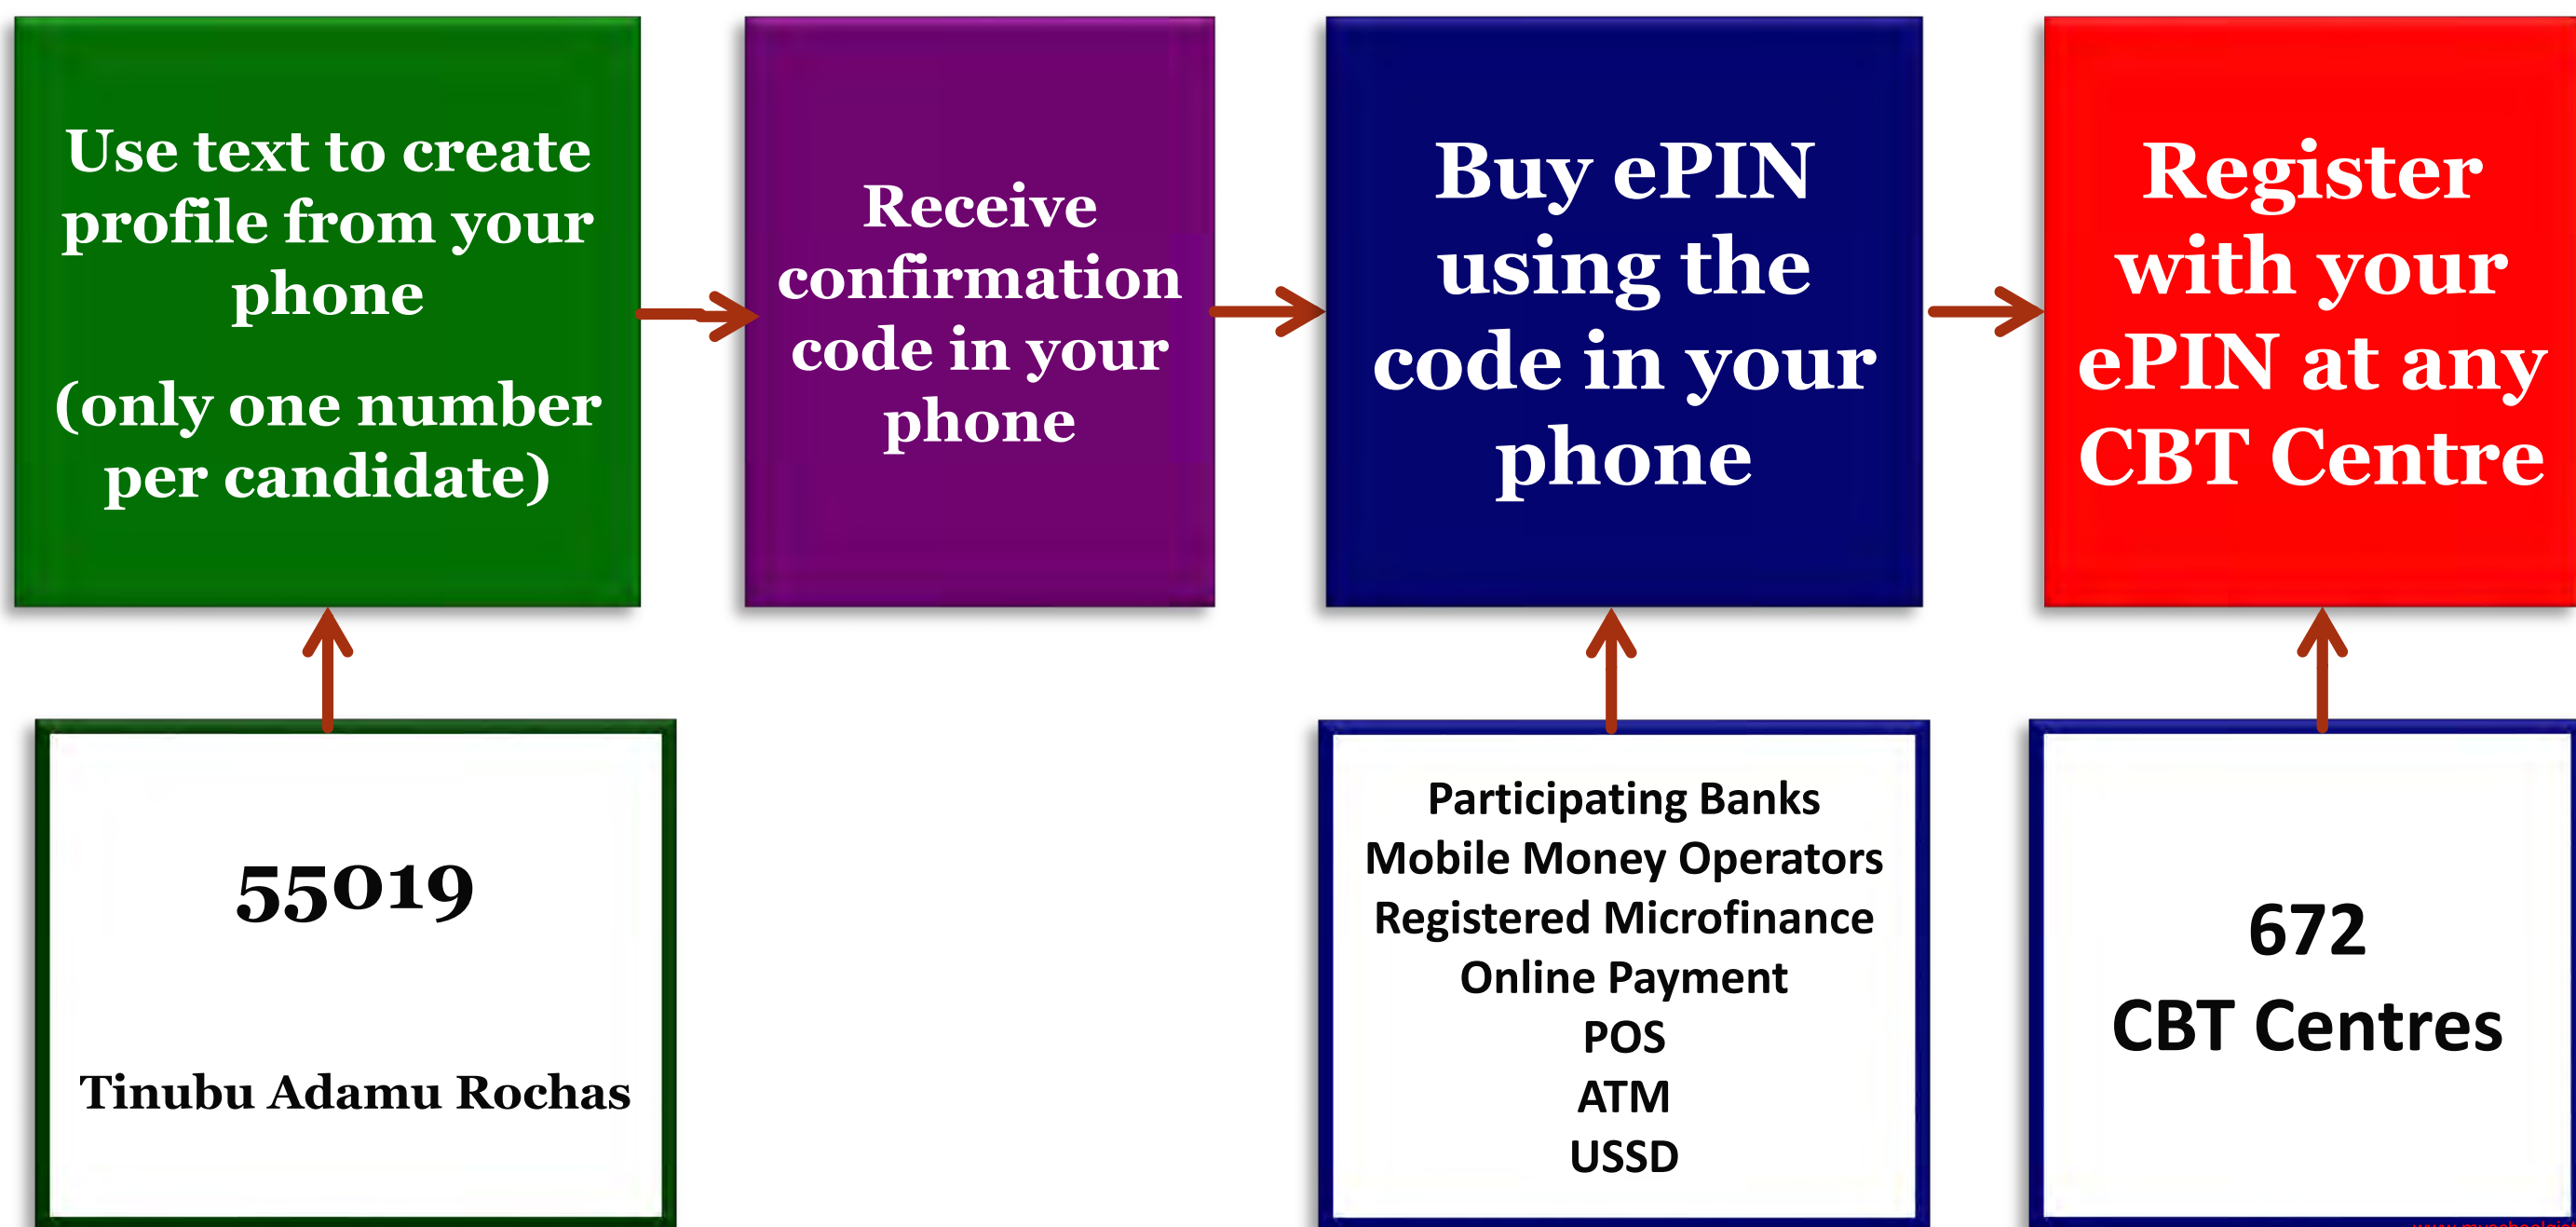 Use text to create
profile from your
phone
(only one number
per candidate)
Receive
confirmation
code in your
phone
Buy ePIN
using the
code in your
phone
Register
with your
ePIN at any
CBT Centre
55019
Tinubu Adamu Rochas
Participating Banks
Mobile Money Operators
Registered Microfinance
Online Payment
POS
ATM
USSD
672
CBT Centres